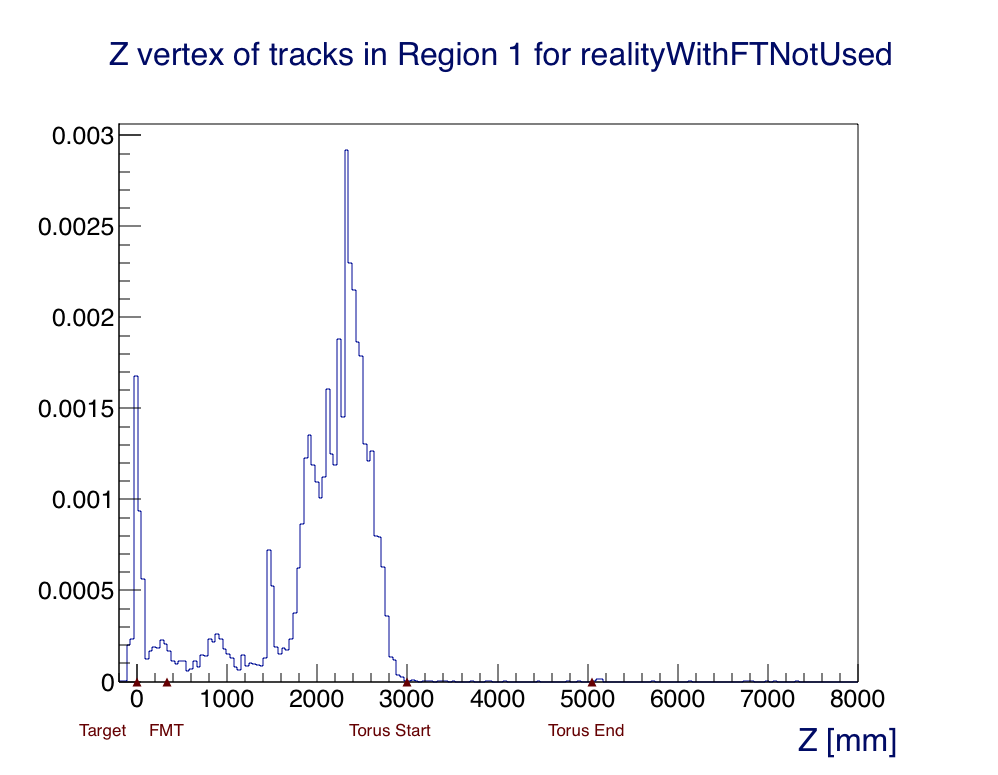 Z vertex of tracks in Region 1 for realityWithFTNotUsed
0.003
0.0025
0.002
0.0015
0.001
0.0005
0
0 1000 2000 3000 4000 5000 6000 7000 8000
Target FMT Torus Start Torus End
Z [mm]